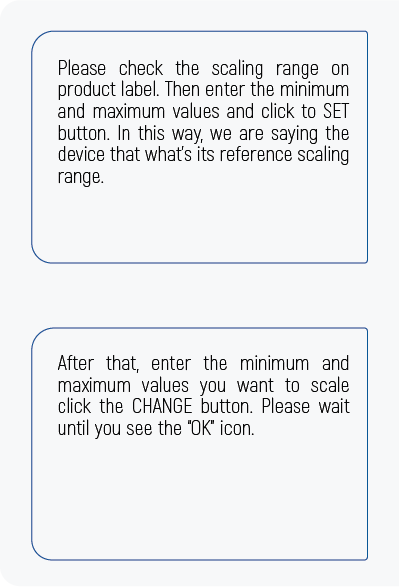 Please check the scaling range on
product label. Then enter the minimum
and maximum values and click to SET
button. In this way, we are saying the
device that what's its reference scaling
range.
After that, enter the minimum and
maximum values you want to scale
click the CHANGE button. Please wait
until you see the "OK" icon.